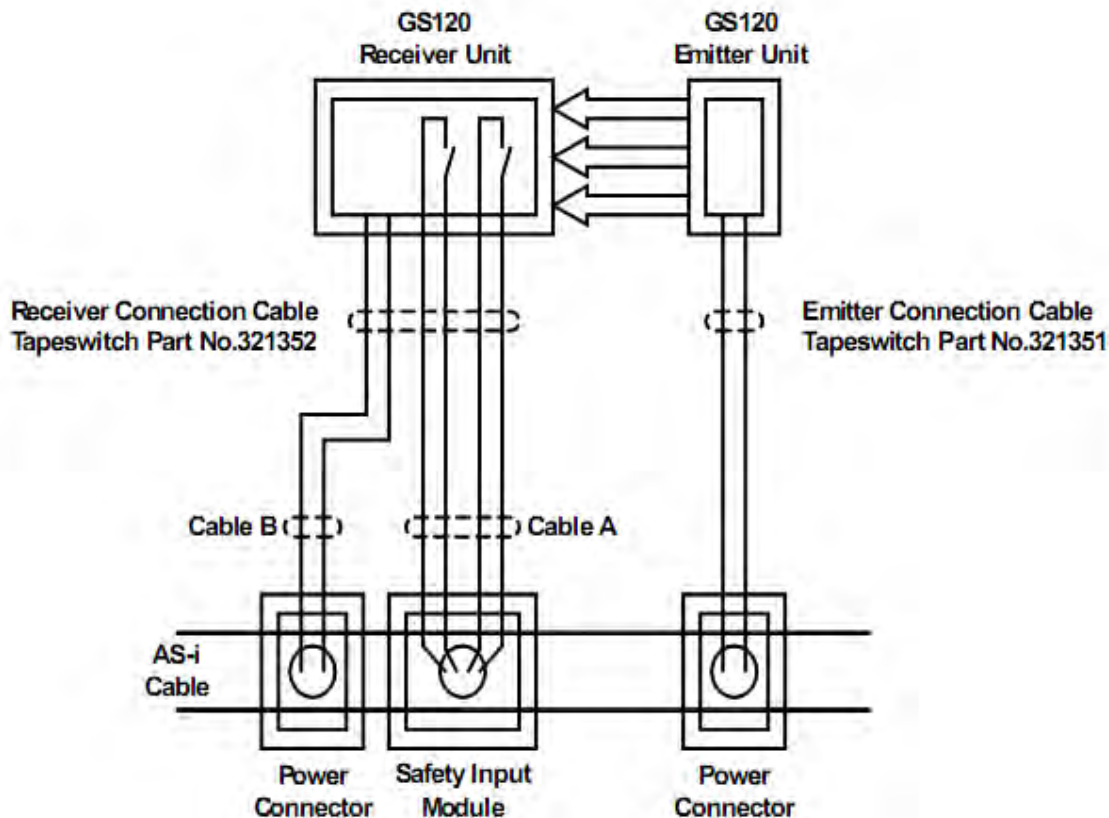 GS120
Receiver Unit
GS120
Emitter Unit
Receiver Connection Cable
Tapeswitch Part No.321352
Emitter Connection Cable
Tapeswitch Part No.321351
Cable B
Cable A
AS-i
Cable
Power
Connector
Safety Input
Module
Power
Connector